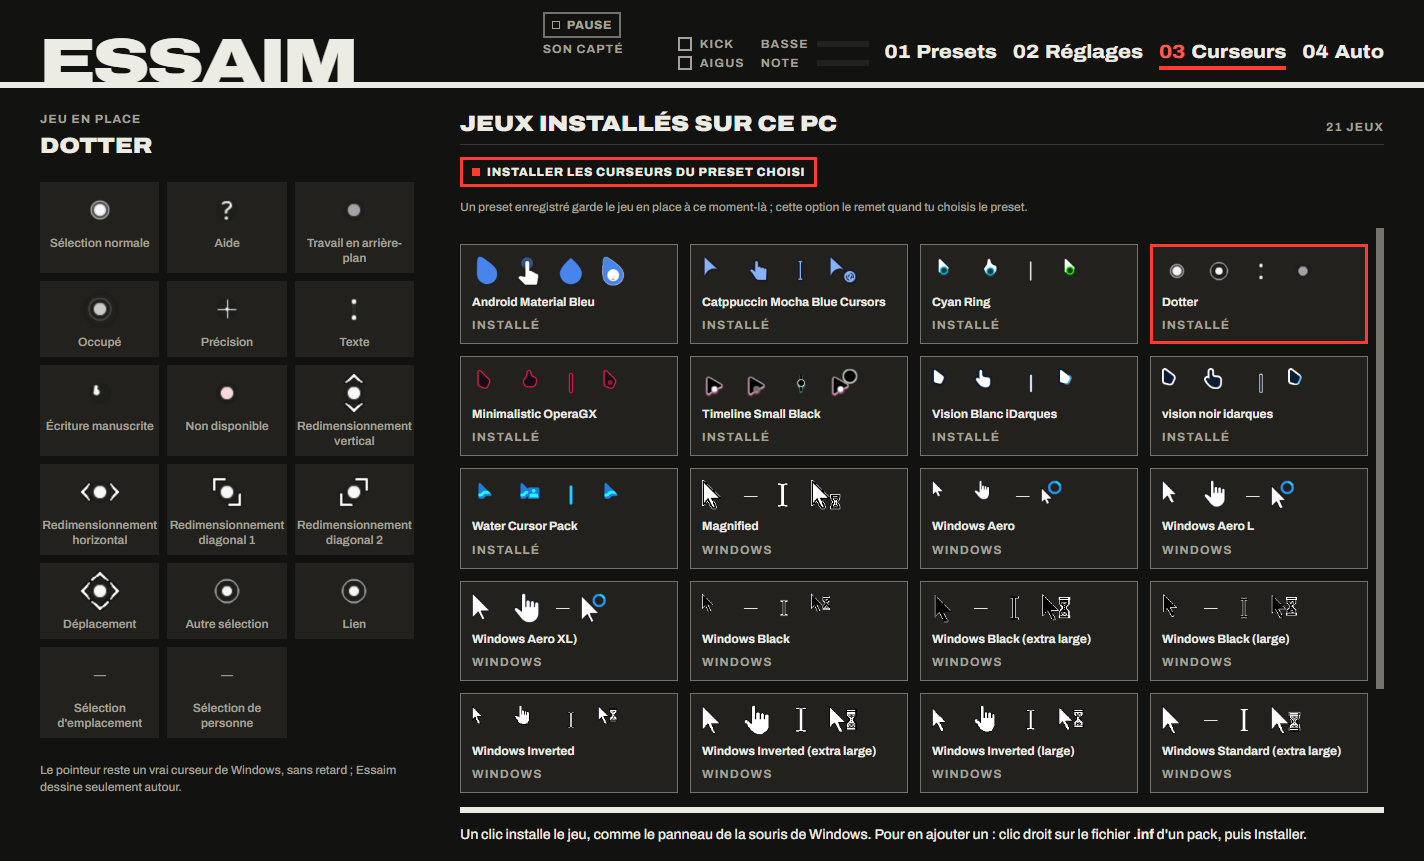 ESSAIM
PAUSE
SON CAPTÉ
KICK
AIGUS
BASSE
NOTE
01 Presets
02 Réglages
03 Curseurs
04 Auto
JEU EN PLACE
DOTTER
Sélection normale
Aide
Travail en arrière-
plan
Occupé
Précision
Texte
Écriture manuscrite
Non disponible
Redimensionnement
vertical
Redimensionnement
horizontal
Redimensionnement
diagonal 1
Redimensionnement
diagonal 2
Déplacement
Autre sélection
Lien
Sélection
d'emplacement
Sélection de
personne
Le pointeur reste un vrai curseur de Windows, sans retard ; Essaim
dessine seulement autour.
JEUX INSTALLÉS SUR CE PC
21 JEUX
INSTALLER LES CURSEURS DU PRESET CHOISI
Un preset enregistré garde le jeu en place à ce moment-là ; cette option le remet quand tu choisis le preset.
Android Material Bleu
INSTALLÉ
Catppuccin Mocha Blue Cursors
INSTALLÉ
Cyan Ring
INSTALLÉ
Dotter
INSTALLÉ
Minimalistic OperaGX
INSTALLÉ
Timeline Small Black
INSTALLÉ
Vision Blanc iDarques
INSTALLÉ
vision noir idarques
INSTALLÉ
Water Cursor Pack
INSTALLÉ
Magnified
WINDOWS
Windows Aero
WINDOWS
Windows Aero L
WINDOWS
Windows Aero XL)
WINDOWS
Windows Black
WINDOWS
Windows Black (extra large)
WINDOWS
Windows Black (large)
WINDOWS
Windows Inverted
WINDOWS
Windows Inverted (extra large)
WINDOWS
Windows Inverted (large)
WINDOWS
Windows Standard (extra large)
WINDOWS
Un clic installe le jeu, comme le panneau de la souris de Windows. Pour en ajouter un : clic droit sur le fichier .inf d'un pack, puis Installer.